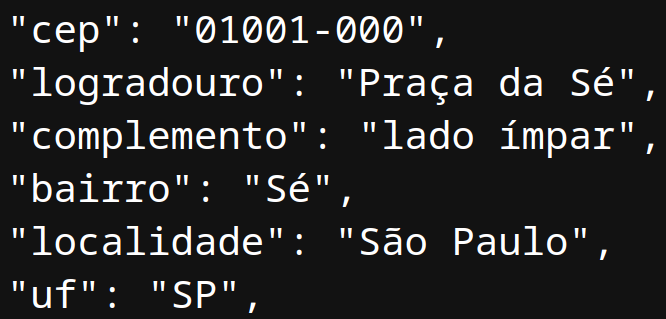 "cep": "01001-000",
"logradouro": "Praça da Sé",
"complemento": "lado ímpar",
"bairro": "Sé",
"localidade": "São Paulo",
"uf": "SP",